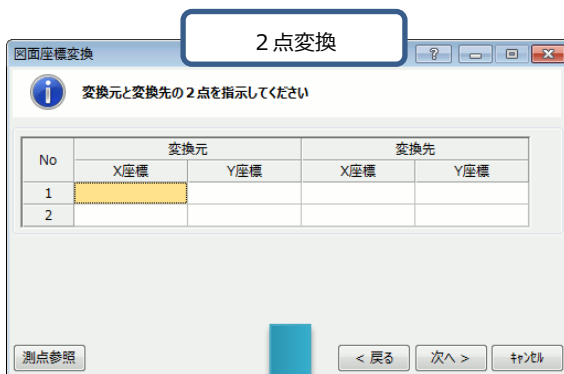 2点変換
図面座標変換
変換元と変換先の2点を指示してください
No 変換元 変換先
X座標 Y座標 X座標 Y座標
1
2
測点参照 < 戻る 次へ > ｷｬﾝｾﾙ